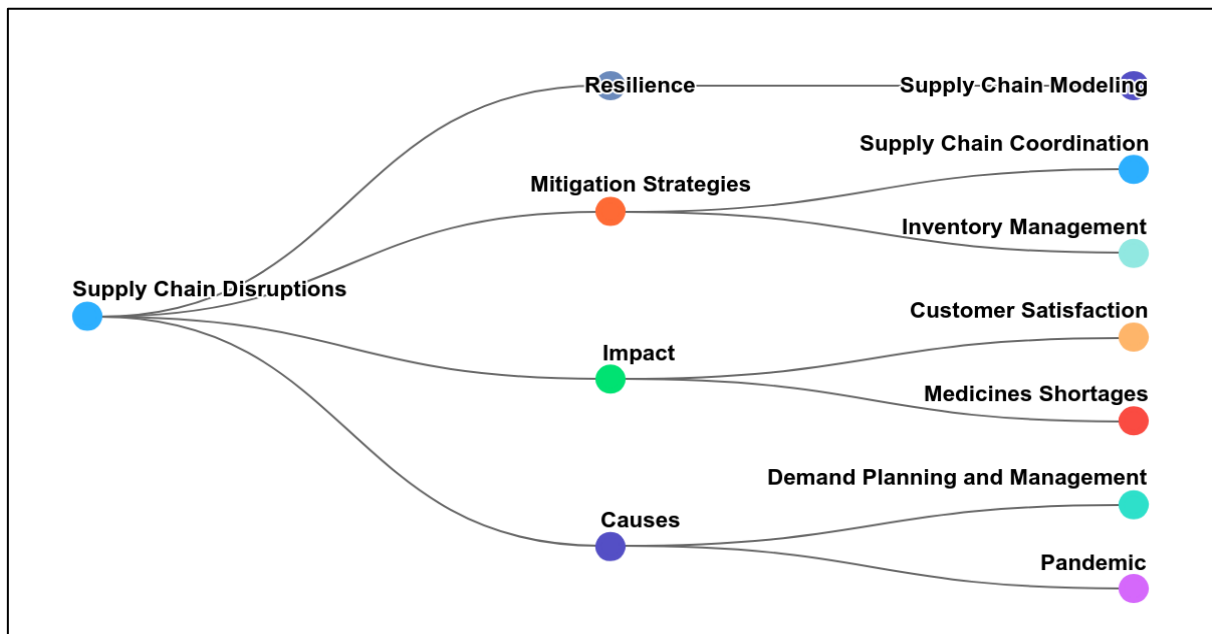 Resilience
Supply Chain Modeling
Supply Chain Coordination
Mitigation Strategies
Inventory Management
Supply Chain Disruptions
Customer Satisfaction
Impact
Medicines Shortages
Demand Planning and Management
Causes
Pandemic